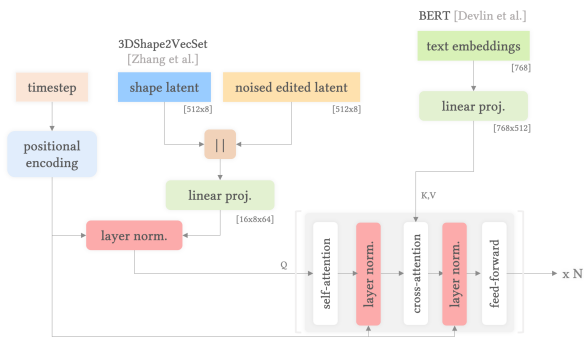 BERT [Devlin et al.]
text embeddings
[768]
linear proj.
[768x512]
K,V
3DShape2VecSet
[Zhang et al.]
timestep
shape latent
noised edited latent
[512x8]
[512x8]
positional
encoding
||
linear proj.
[16x8x64]
layer norm.
Q
self-attention
layer norm.
cross-attention
layer norm.
feed-forward
x N